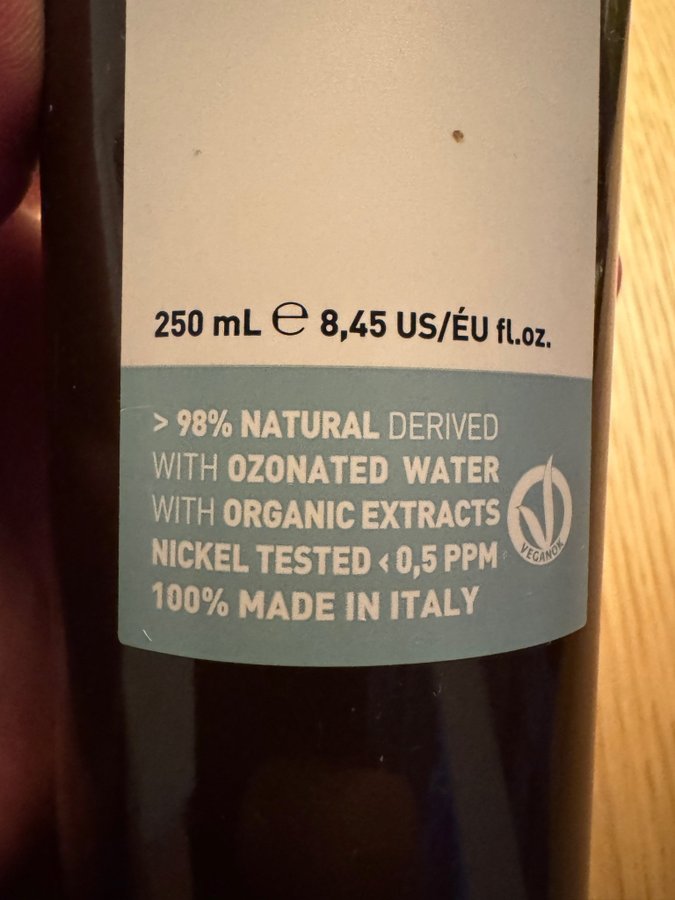 250 mL ℮ 8,45 US/ÉU fl.oz.
> 98% NATURAL DERIVED
WITH OZONATED WATER
WITH ORGANIC EXTRACTS
NICKEL TESTED <0,5 PPM
100% MADE IN ITALY
VEGANOK